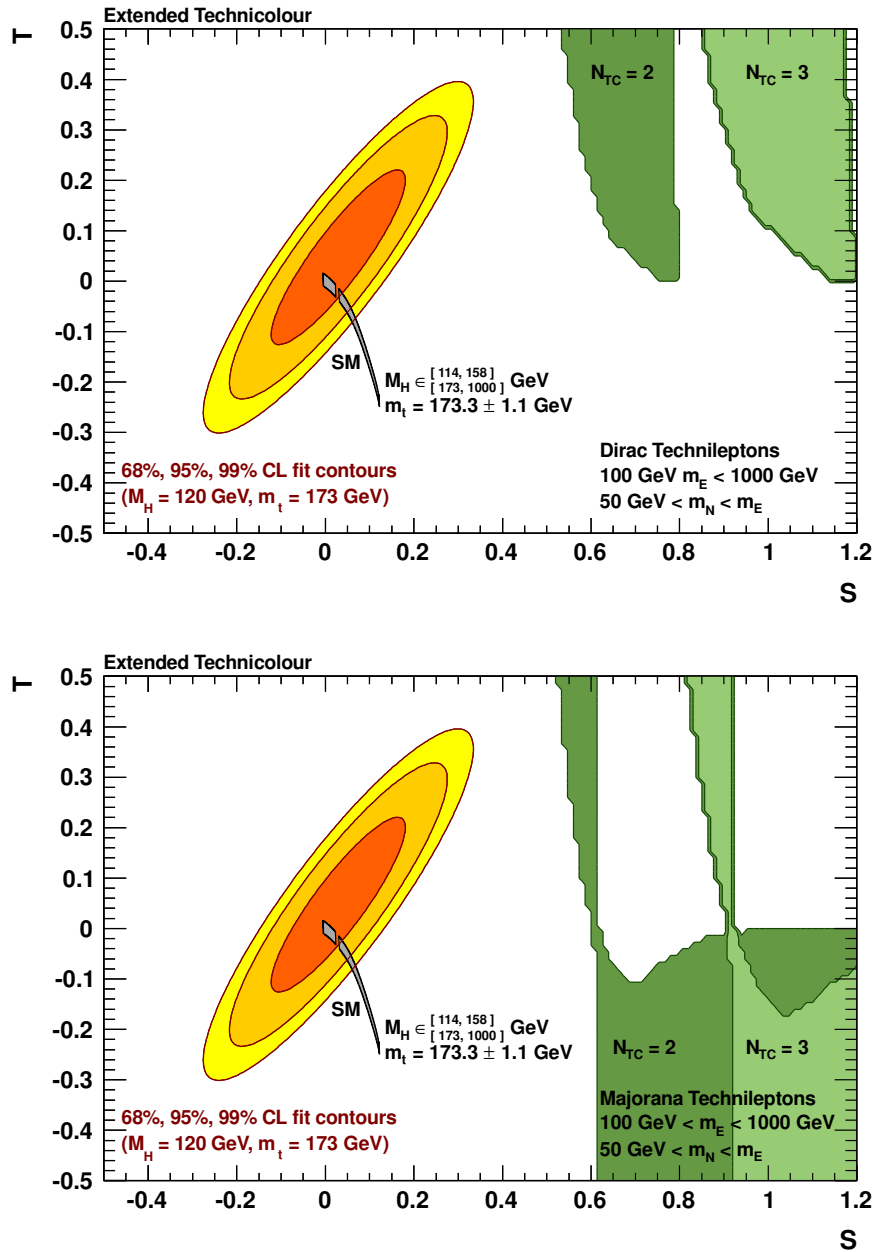 Extended Technicolour
T
0.5
0.4
0.3
0.2
0.1
0
-0.1
-0.2
-0.3
-0.4
-0.5
N_TC = 2
N_TC = 3
SM
M_H ∈ [ 114, 158 ] [ 173, 1000 ] GeV
m_t = 173.3 ± 1.1 GeV
68%, 95%, 99% CL fit contours
(M_H = 120 GeV, m_t = 173 GeV)
Dirac Technileptons
100 GeV m_E < 1000 GeV
50 GeV < m_N < m_E
-0.4 -0.2 0 0.2 0.4 0.6 0.8 1 1.2
S
Extended Technicolour
T
0.5
0.4
0.3
0.2
0.1
0
-0.1
-0.2
-0.3
-0.4
-0.5
SM
M_H ∈ [ 114, 158 ] [ 173, 1000 ] GeV
m_t = 173.3 ± 1.1 GeV
N_TC = 2
N_TC = 3
68%, 95%, 99% CL fit contours
(M_H = 120 GeV, m_t = 173 GeV)
Majorana Technileptons
100 GeV < m_E < 1000 GeV
50 GeV < m_N < m_E
-0.4 -0.2 0 0.2 0.4 0.6 0.8 1 1.2
S